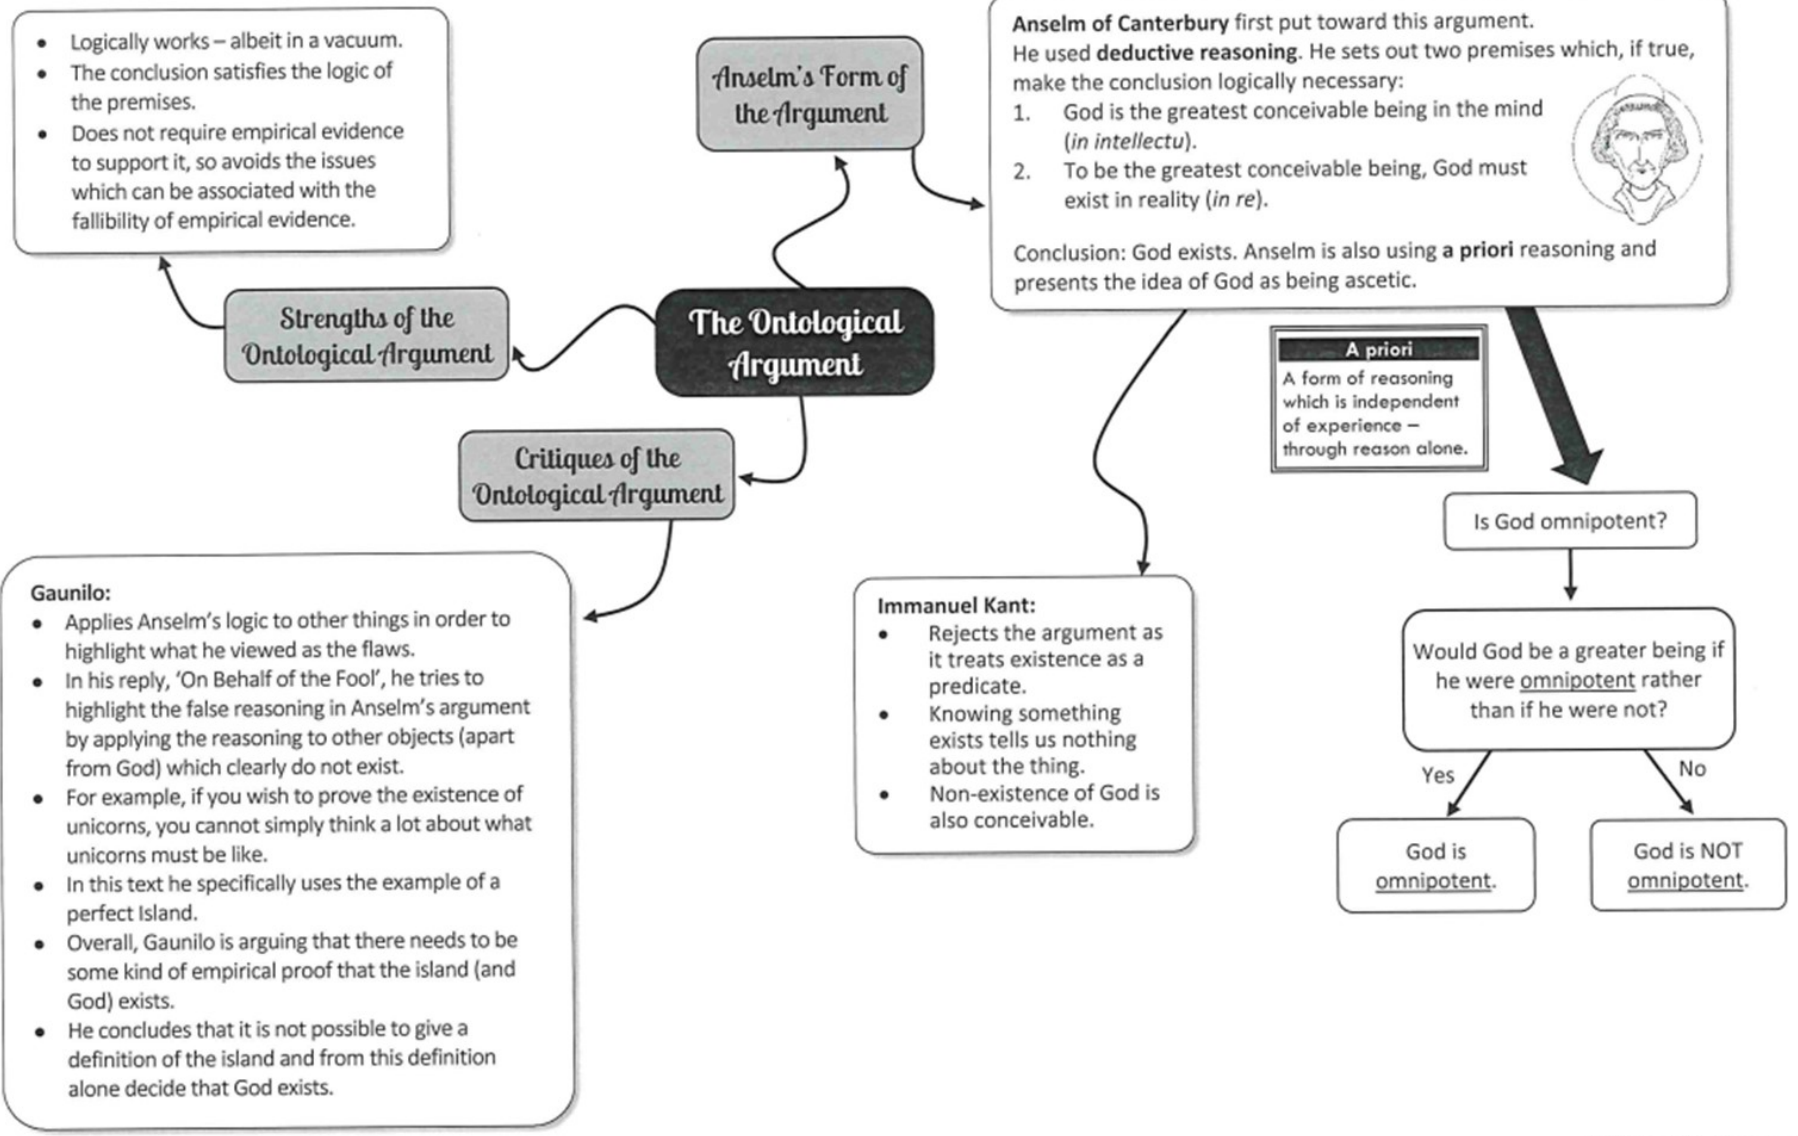 • Logically works – albeit in a vacuum.
• The conclusion satisfies the logic of
the premises.
• Does not require empirical evidence
to support it, so avoids the issues
which can be associated with the
fallibility of empirical evidence.
Anselm's Form of
the Argument
Anselm of Canterbury first put toward this argument.
He used deductive reasoning. He sets out two premises which, if true,
make the conclusion logically necessary:
1. God is the greatest conceivable being in the mind
(in intellectu).
2. To be the greatest conceivable being, God must
exist in reality (in re).
Conclusion: God exists. Anselm is also using a priori reasoning and
presents the idea of God as being ascetic.
Strengths of the
Ontological Argument
The Ontological
Argument
A priori
A form of reasoning
which is independent
of experience –
through reason alone.
Critiques of the
Ontological Argument
Is God omnipotent?
Gaunilo:
• Applies Anselm's logic to other things in order to
highlight what he viewed as the flaws.
• In his reply, 'On Behalf of the Fool', he tries to
highlight the false reasoning in Anselm's argument
by applying the reasoning to other objects (apart
from God) which clearly do not exist.
• For example, if you wish to prove the existence of
unicorns, you cannot simply think a lot about what
unicorns must be like.
• In this text he specifically uses the example of a
perfect Island.
• Overall, Gaunilo is arguing that there needs to be
some kind of empirical proof that the island (and
God) exists.
• He concludes that it is not possible to give a
definition of the island and from this definition
alone decide that God exists.
Immanuel Kant:
• Rejects the argument as
it treats existence as a
predicate.
• Knowing something
exists tells us nothing
about the thing.
• Non-existence of God is
also conceivable.
Would God be a greater being if
he were omnipotent rather
than if he were not?
Yes
No
God is
omnipotent.
God is NOT
omnipotent.